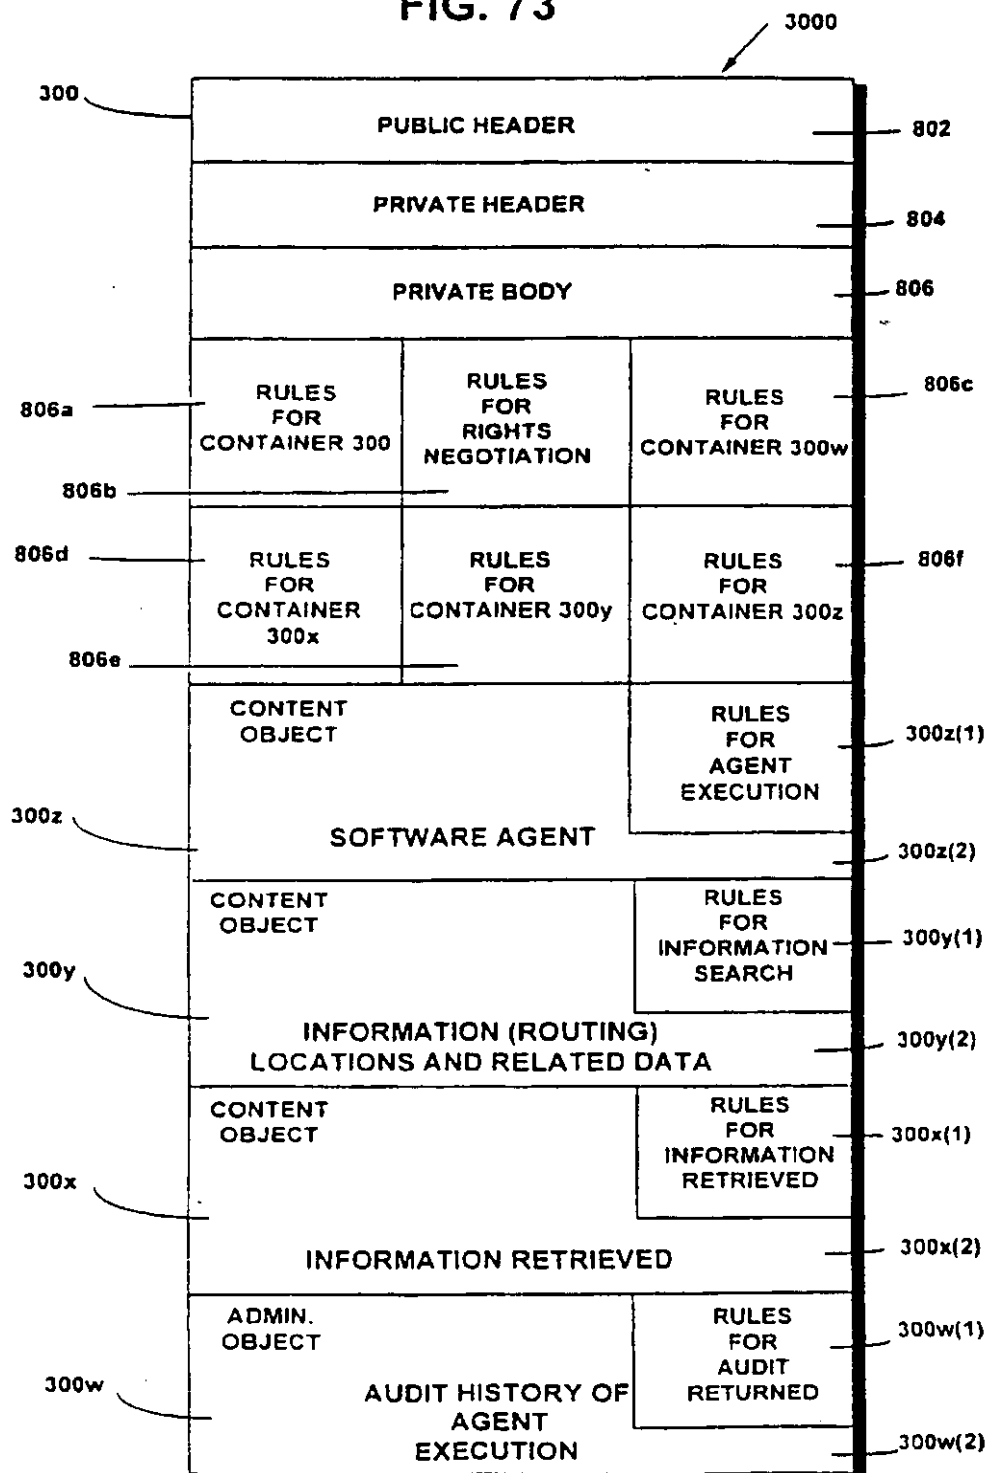 FIG. 73
3000
300
PUBLIC HEADER
802
PRIVATE HEADER
804
PRIVATE BODY
806
806a
RULES
FOR
CONTAINER 300
RULES
FOR
RIGHTS
NEGOTIATION
806b
RULES
FOR
CONTAINER 300w
806c
806d
RULES
FOR
CONTAINER
300x
RULES
FOR
CONTAINER 300y
806e
RULES
FOR
CONTAINER 300z
806f
CONTENT
OBJECT
RULES
FOR
AGENT
EXECUTION
300z(1)
300z
SOFTWARE AGENT
300z(2)
CONTENT
OBJECT
RULES
FOR
INFORMATION
SEARCH
300y(1)
300y
INFORMATION (ROUTING)
LOCATIONS AND RELATED DATA
300y(2)
CONTENT
OBJECT
RULES
FOR
INFORMATION
RETRIEVED
300x(1)
300x
INFORMATION RETRIEVED
300x(2)
ADMIN.
OBJECT
RULES
FOR
AUDIT
RETURNED
300w(1)
300w
AUDIT HISTORY OF
AGENT
EXECUTION
300w(2)